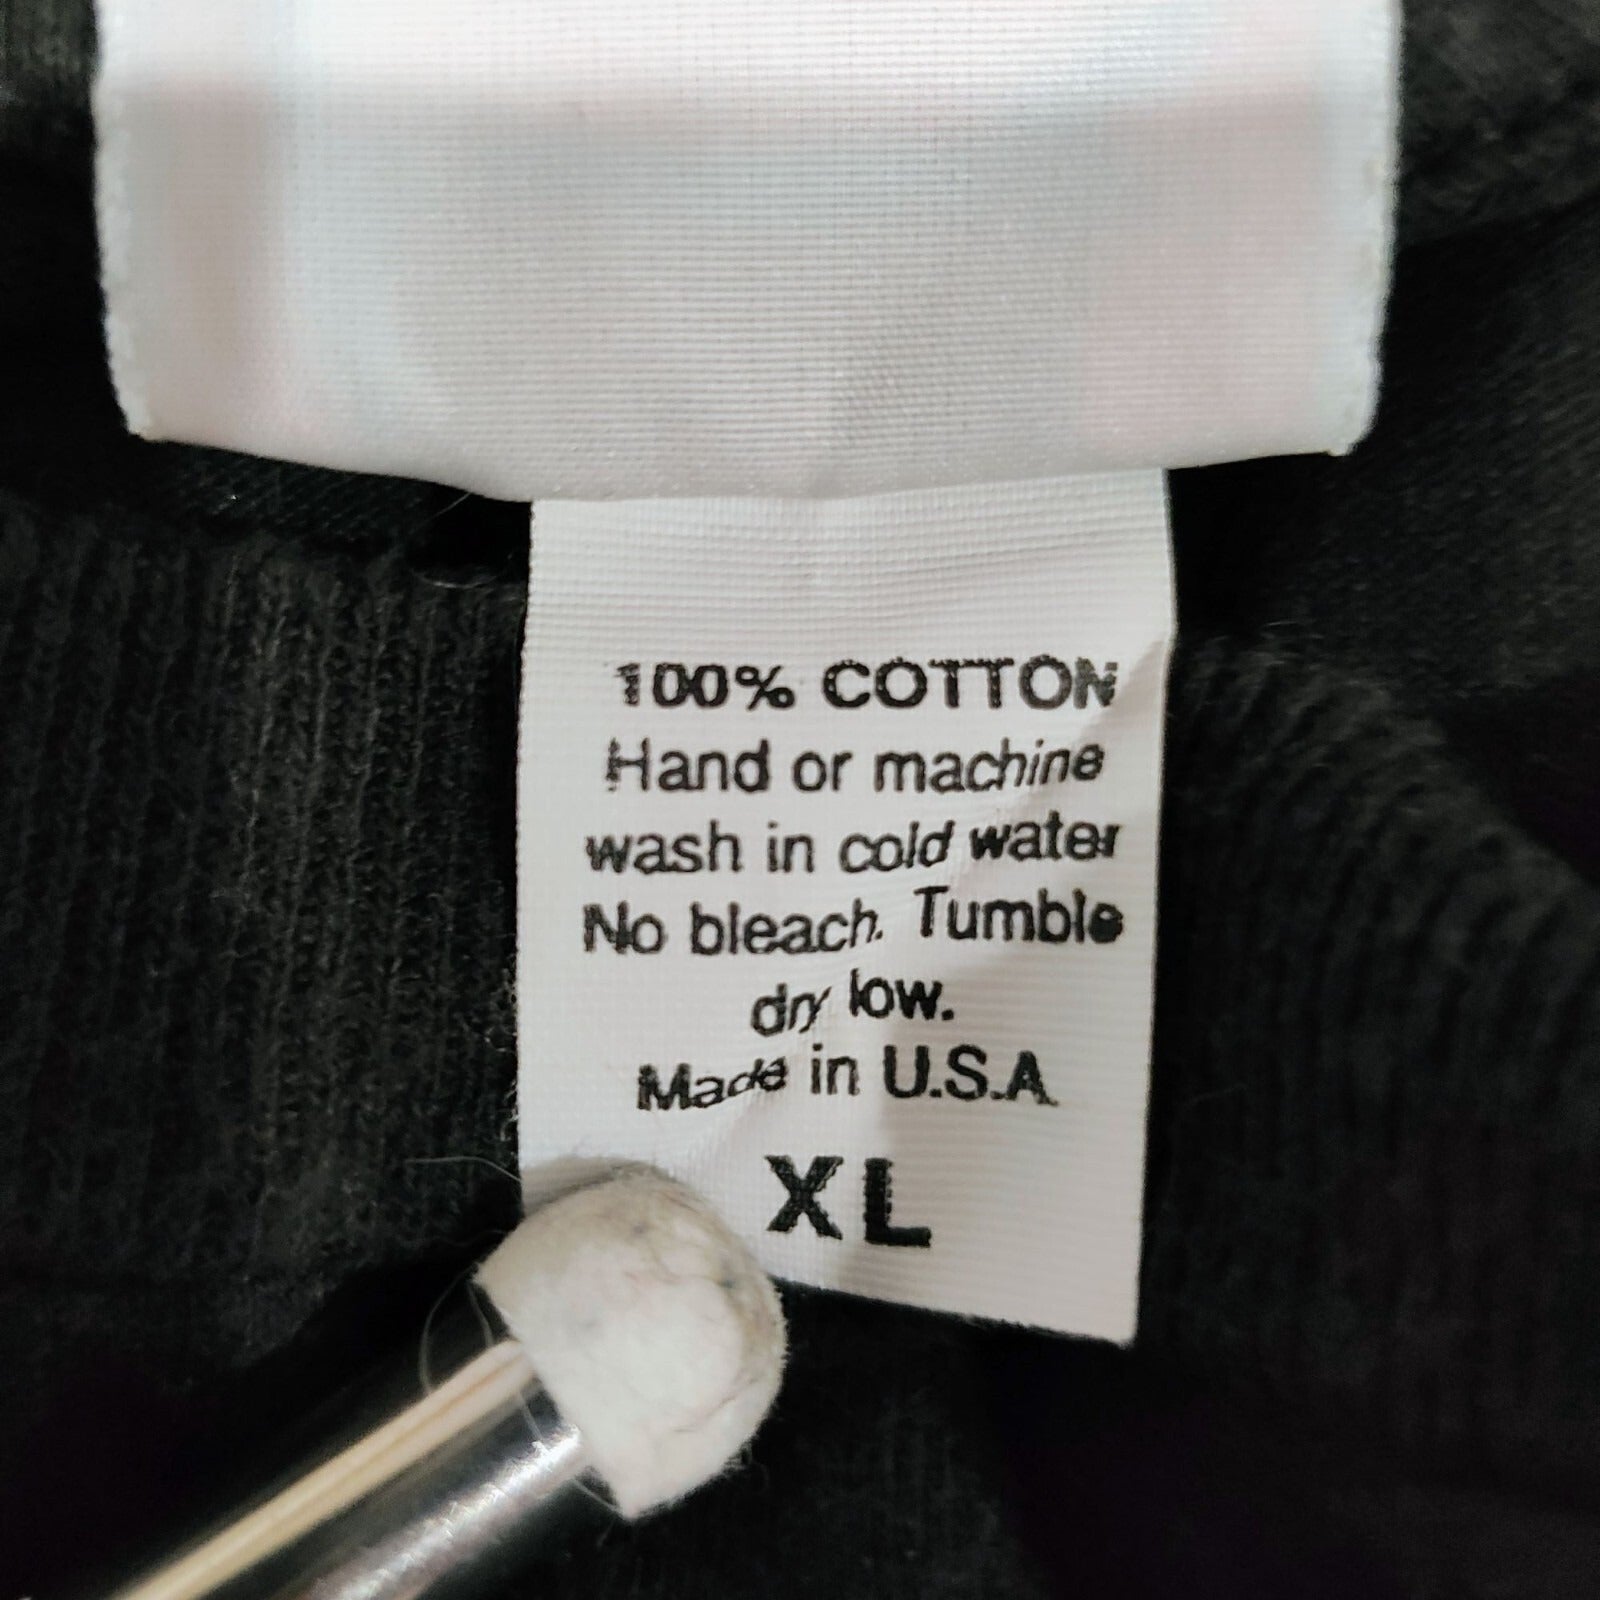 100% COTTON
Hand or machine
wash in cold water
No bleach. Tumble
dry low.
Made in U.S.A.
XL